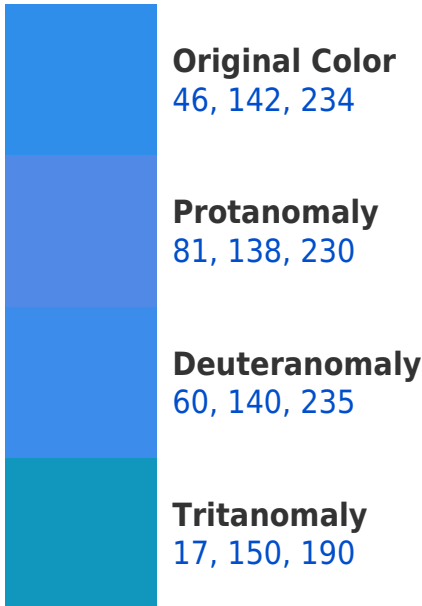 Original Color
46, 142, 234
Protanomaly
81, 138, 230
Deuteranomaly
60, 140, 235
Tritanomaly
17, 150, 190